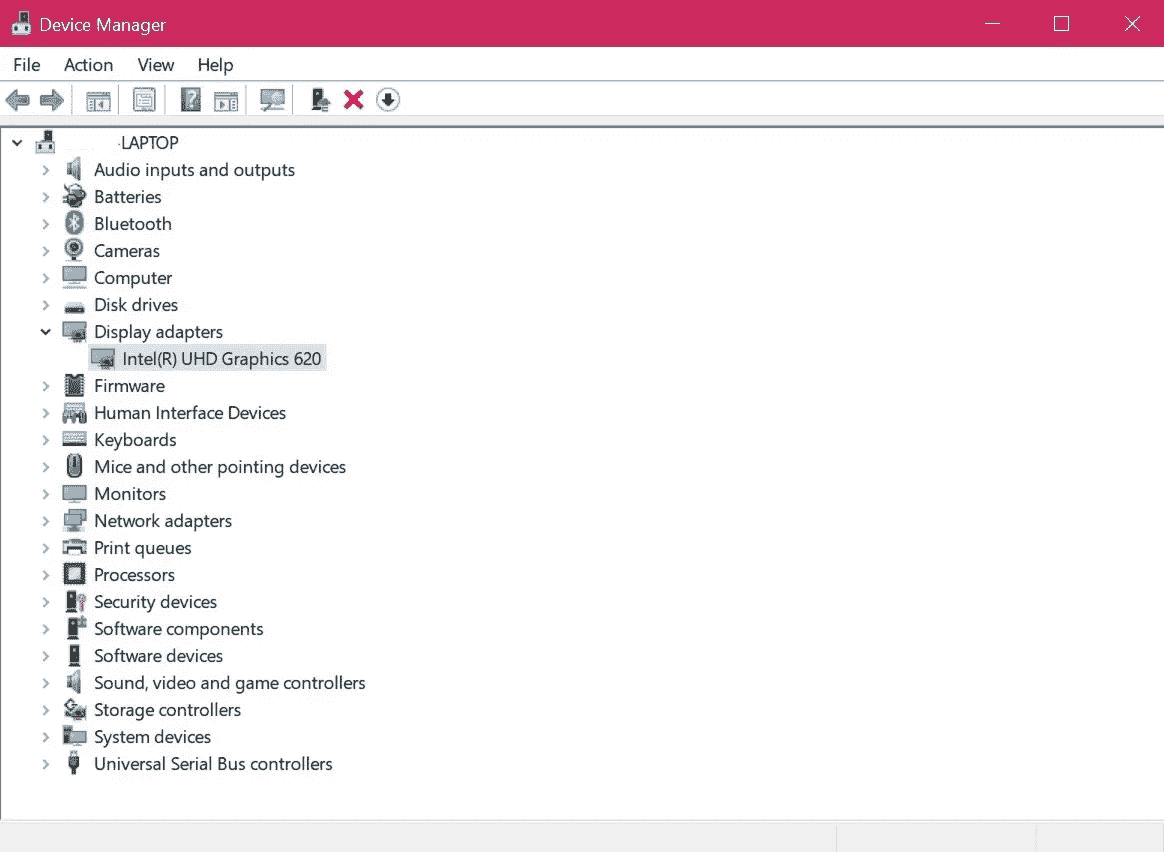 Device Manager
File Action View Help
-LAPTOP
Audio inputs and outputs
Batteries
Bluetooth
Cameras
Computer
Disk drives
Display adapters
Intel(R) UHD Graphics 620
Firmware
Human Interface Devices
Keyboards
Mice and other pointing devices
Monitors
Network adapters
Print queues
Processors
Security devices
Software components
Software devices
Sound, video and game controllers
Storage controllers
System devices
Universal Serial Bus controllers